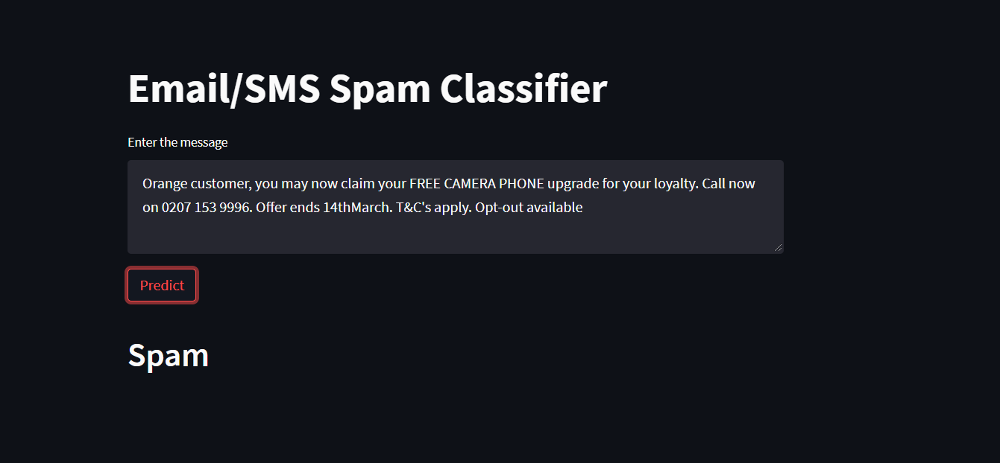 Email/SMS Spam Classifier
Enter the message
Orange customer, you may now claim your FREE CAMERA PHONE upgrade for your loyalty. Call now
on 0207 153 9996. Offer ends 14thMarch. T&C's apply. Opt-out available
Predict
Spam